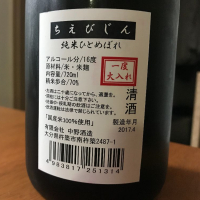 ちえびじん
純米ひとめぼれ
アルコール分/16度
原材料/米・米麹
内容量/720ml
精米歩合/70%
一度
火入れ
清酒
「国産米100%使用」
製造年月
2017.4
有限会社 中野酒造
大分県杵築市南杵築2487-1
4983817251314